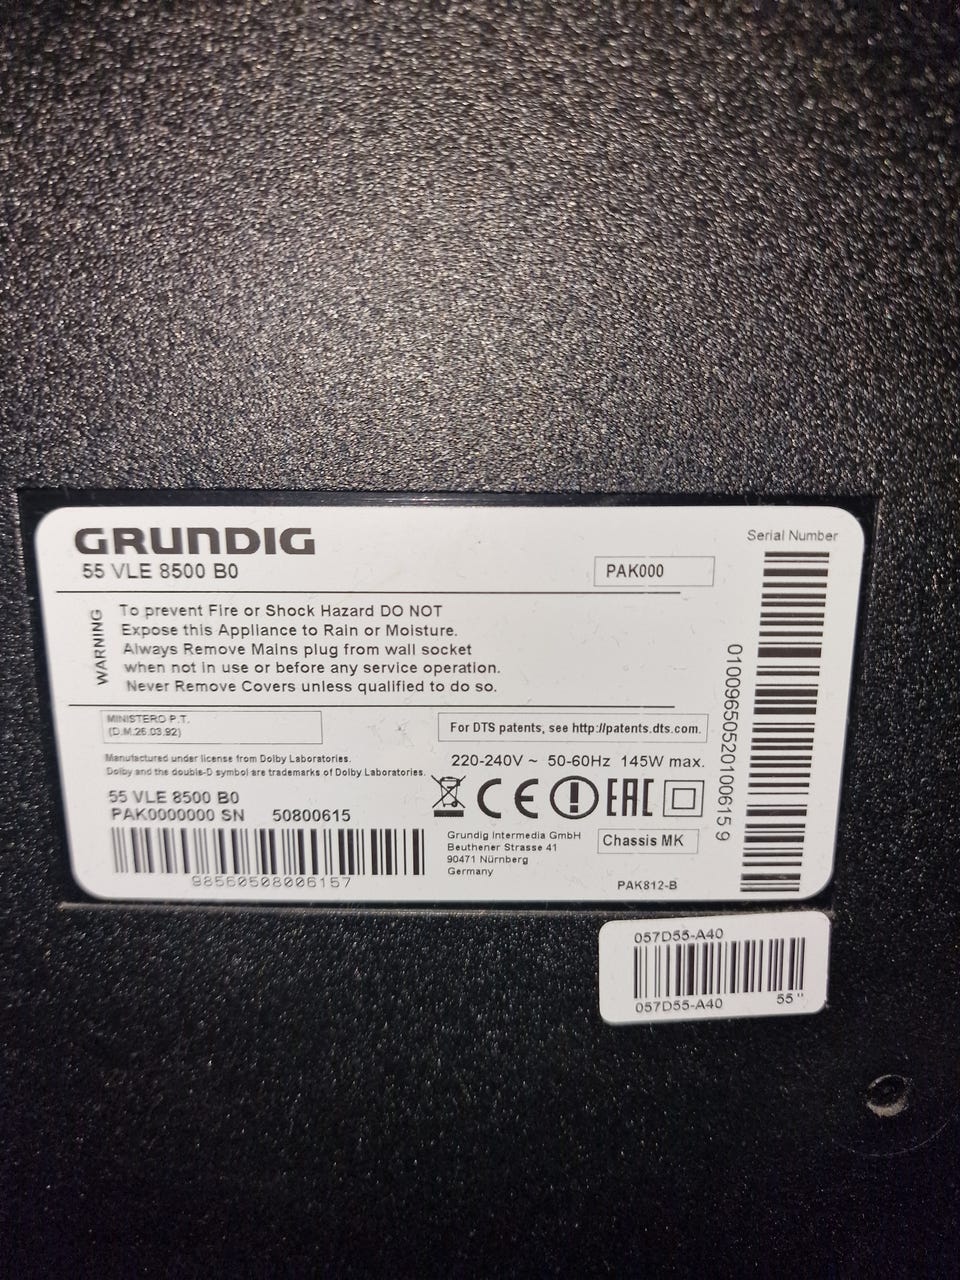 GRUNDIG
55 VLE 8500 B0
PAK000
Serial Number
010096505201006159
WARNING
To prevent Fire or Shock Hazard DO NOT
Expose this Appliance to Rain or Moisture.
Always Remove Mains plug from wall socket
when not in use or before any service operation.
Never Remove Covers unless qualified to do so.
MINISTERO P.T.
(D.M.26.03.92)
For DTS patents, see http://patents.dts.com.
Manufactured under license from Dolby Laboratories.
Dolby and the double-D symbol are trademarks of Dolby Laboratories.
220-240V ~ 50-60Hz 145W max.
55 VLE 8500 B0
PAK0000000 SN 50800615
98560508006157
CE
EAC
Grundig Intermedia GmbH
Beuthener Strasse 41
90471 Nürnberg
Germany
Chassis MK
PAK812-B
057D55-A40
057D55-A40 55"